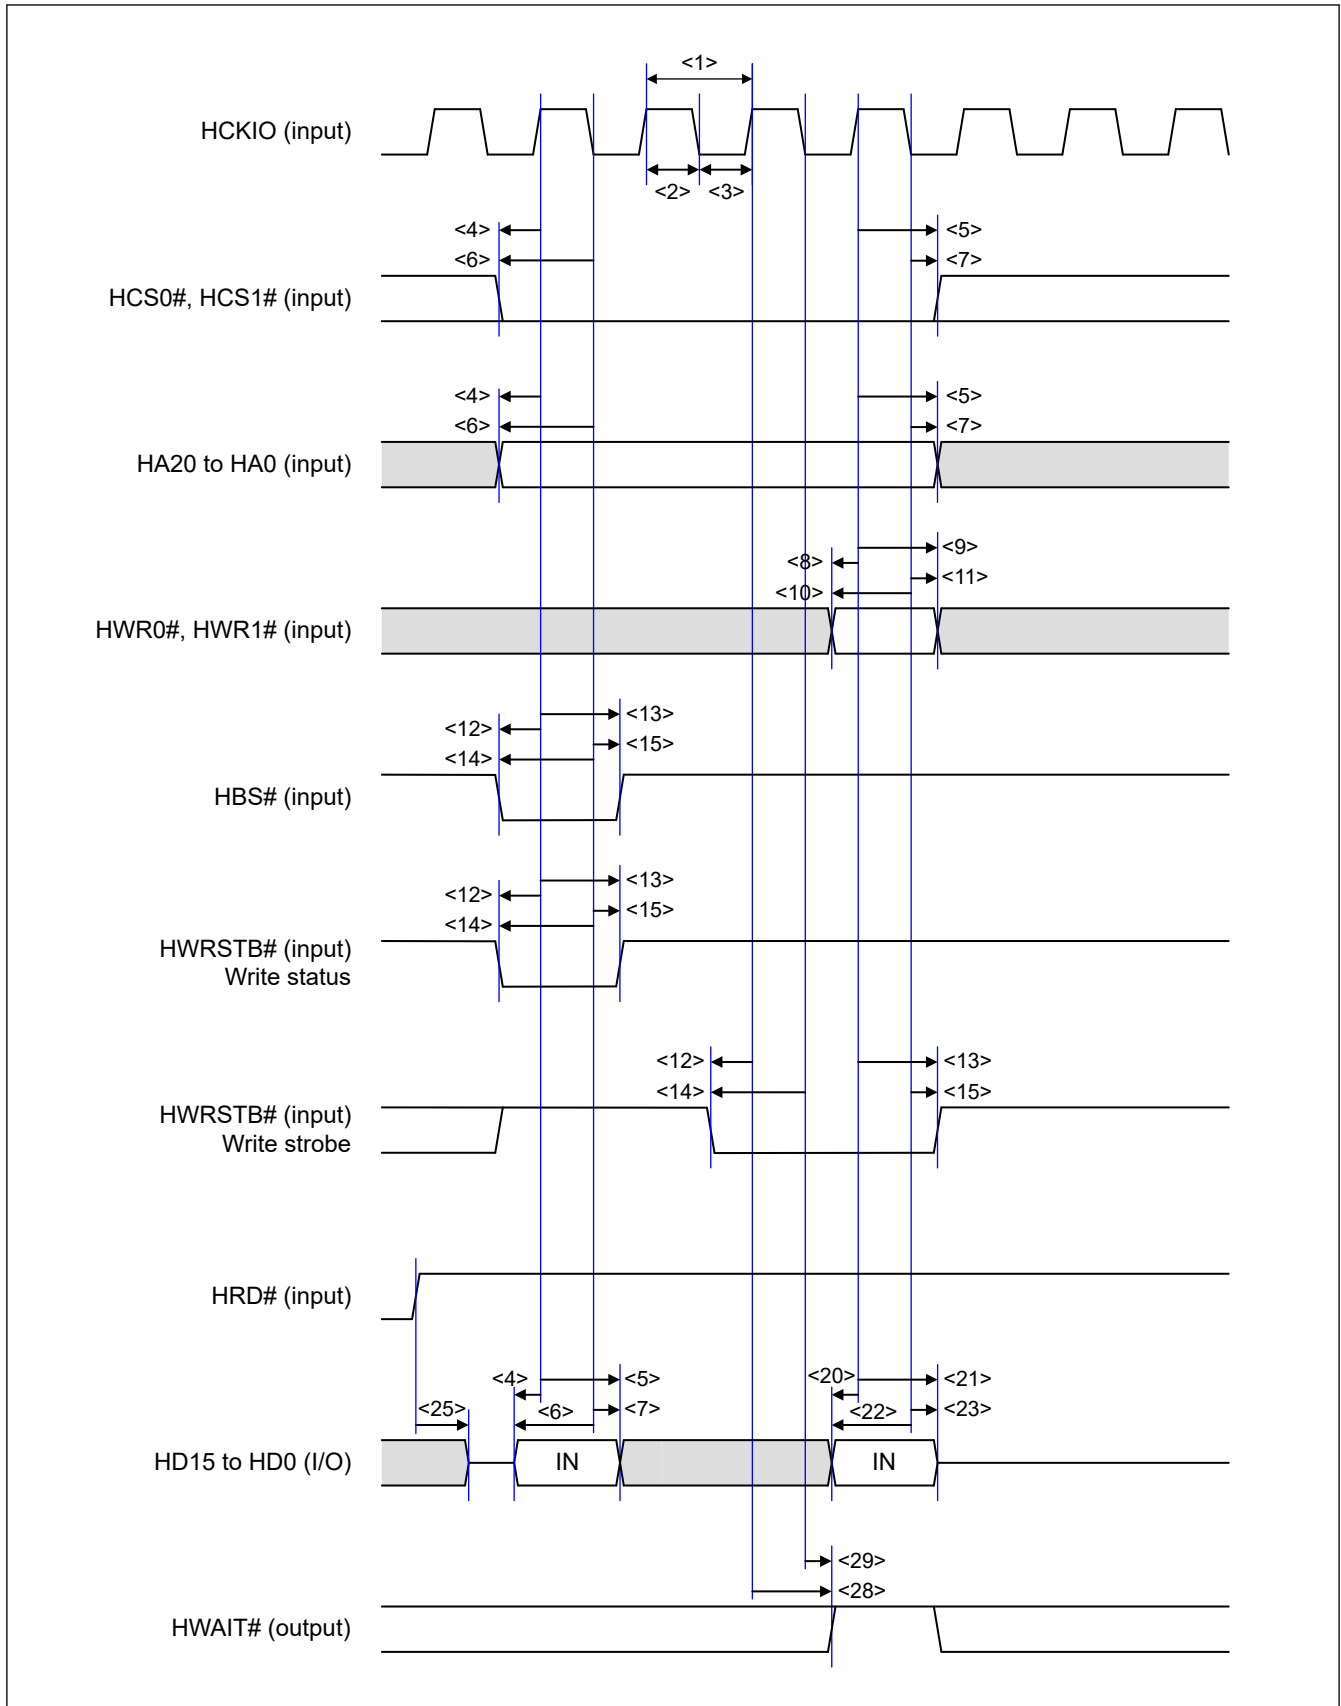 <1>
HCKIO (input)
<2> <3>
<4> <5>
<6> <7>
HCS0#, HCS1# (input)
<4> <5>
<6> <7>
HA20 to HA0 (input)
<9>
<8>
<11>
<10>
HWR0#, HWR1# (input)
<13>
<12>
<15>
<14>
HBS# (input)
<13>
<12>
<15>
<14>
HWRSTB# (input)
Write status
<12> <13>
<14> <15>
HWRSTB# (input)
Write strobe
HRD# (input)
<4> <5> <20> <21>
<25> <6> <7> <22> <23>
HD15 to HD0 (I/O) IN IN
<29>
<28>
HWAIT# (output)